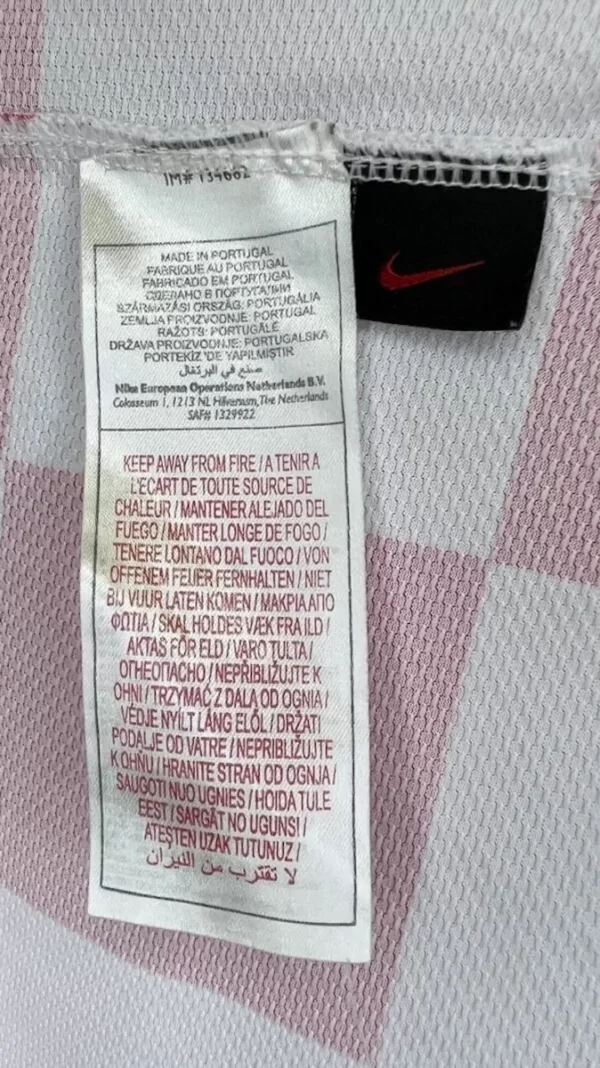 IM# 134662
MADE IN PORTUGAL
FABRIQUE AU PORTUGAL
FABRICADO EM PORTUGAL
СДЕЛАНО В ПОРТУГАЛИИ
SZÁRMAZÁSI ORSZÁG: PORTUGÁLIA
ZEMLJA PROIZVODNJE: PORTUGAL
RAŽOTS: PORTUGĀLE
DRŽAVA PROIZVODNJE: PORTUGALSKA
PORTEKİZ 'DE YAPILMIŞTIR
صنع في البرتغال
Nike European Operations Netherlands B.V.
Colosseum 1, 1213 NL Hilversum, The Netherlands
SAF# 1329922
KEEP AWAY FROM FIRE / A TENIR A
L'ECART DE TOUTE SOURCE DE
CHALEUR / MANTENER ALEJADO DEL
FUEGO / MANTER LONGE DE FOGO /
TENERE LONTANO DAL FUOCO / VON
OFFENEM FEUER FERNHALTEN / NIET
BIJ VUUR LATEN KOMEN / ΜΑΚΡΙΑ ΑΠΟ
ΦΩΤΙΑ / SKAL HOLDES VÆK FRA ILD /
AKTAS FÖR ELD / VARO TULTA /
ОГНЕОПАСНО / NEPŘIBLIŽUJTE K
OHNI / TRZYMAĆ Z DALA OD OGNIA /
VÉDJE NYÍLT LÁNG ELŐL / DRŽATI
PODALJE OD VATRE / NEPRIBLIŽUJTE
K OHŇU / HRANITE STRAN OD OGNJA /
SAUGOTI NUO UGNIES / HOIDA TULE
EEST / SARGĀT NO UGUNS! /
ATEŞTEN UZAK TUTUNUZ /
لا تقترب من النيران